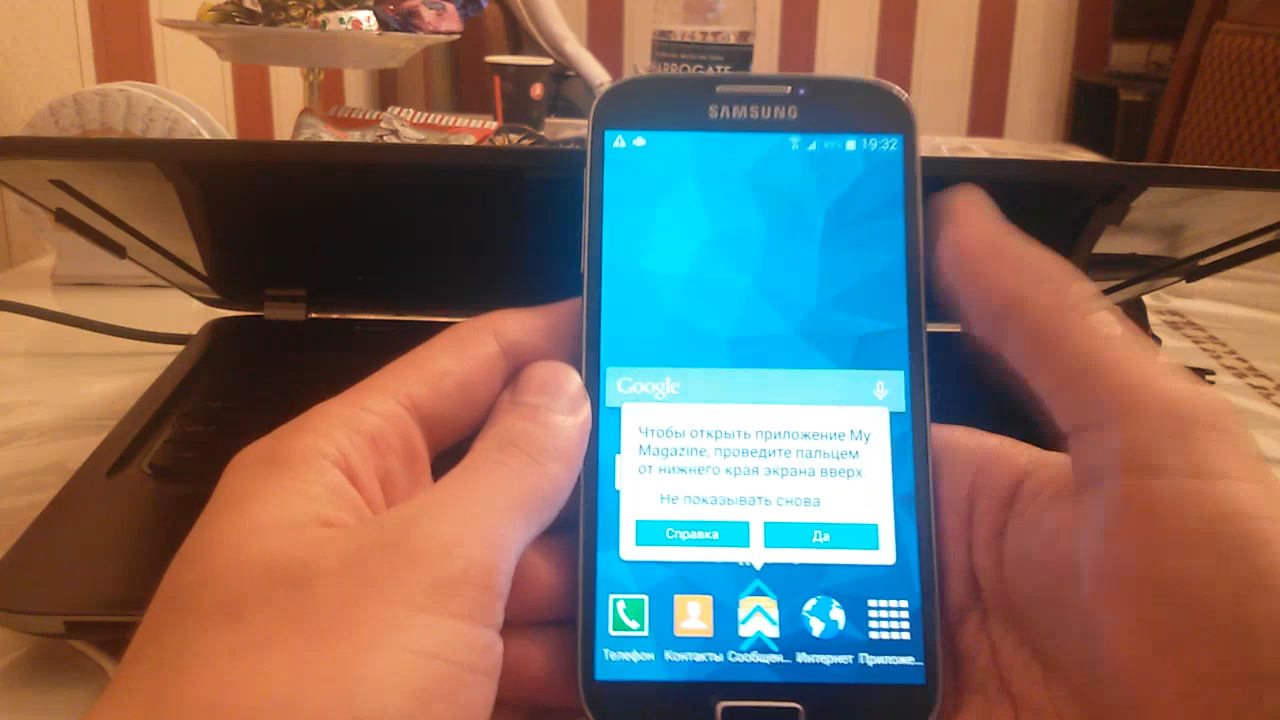 HARROGATE
SAMSUNG
19:32
Google
Чтобы открыть приложение My
Magazine, проведите пальцем
от нижнего края экрана вверх.
Не показывать снова
Справка
Да
Телефон
Контакты
Сообщен...
Интернет
Приложе...